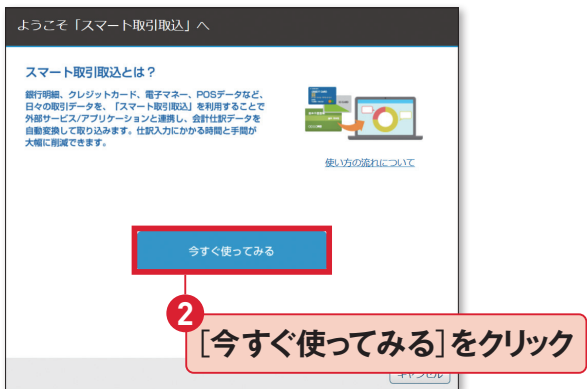 ようこそ「スマート取引取込」へ
スマート取引取込とは？
銀行明細、クレジットカード、電子マネー、POSデータなど、
日々の取引データを、「スマート取引取込」を利用することで
外部サービス/アプリケーションと連携し、会計仕訳データを
自動変換して取り込みます。仕訳入力にかかる時間と手間が
大幅に削減できます。
使い方の流れについて
今すぐ使ってみる
2
[今すぐ使ってみる]をクリック
キャンセル